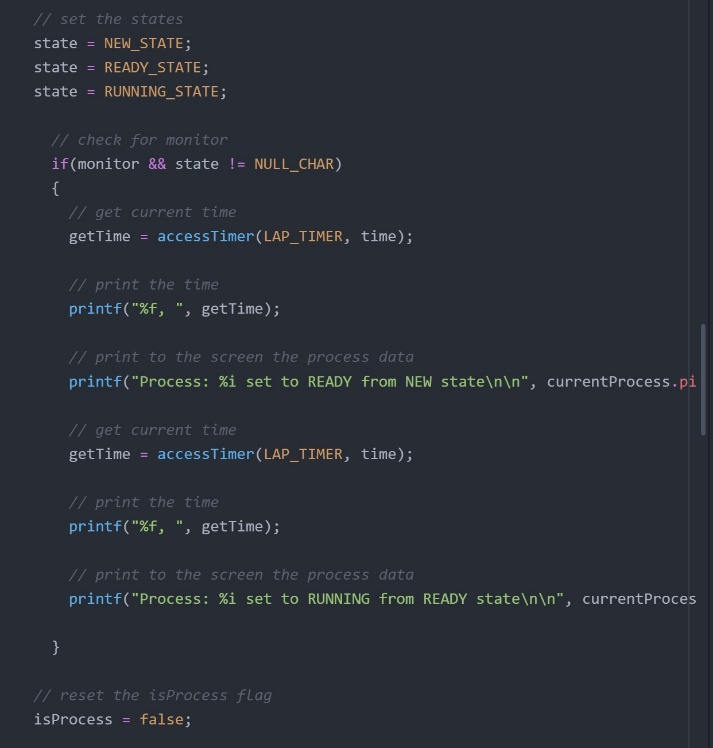 // set the states
state = NEW_STATE;
state = READY_STATE;
state = RUNNING_STATE;
// check for monitor
if(monitor && state != NULL_CHAR)
{
// get current time
getTime = accessTimer(LAP_TIMER, time);
// print the time
printf("%f, ", getTime);
// print to the screen the process data
printf("Process: %i set to READY from NEW state\n\n", currentProcess.pi
// get current time
getTime = accessTimer(LAP_TIMER, time);
// print the time
printf("%f, ", getTime);
// print to the screen the process data
printf("Process: %i set to RUNNING from READY state\n\n", currentProces
}
// reset the isProcess flag
isProcess = false;